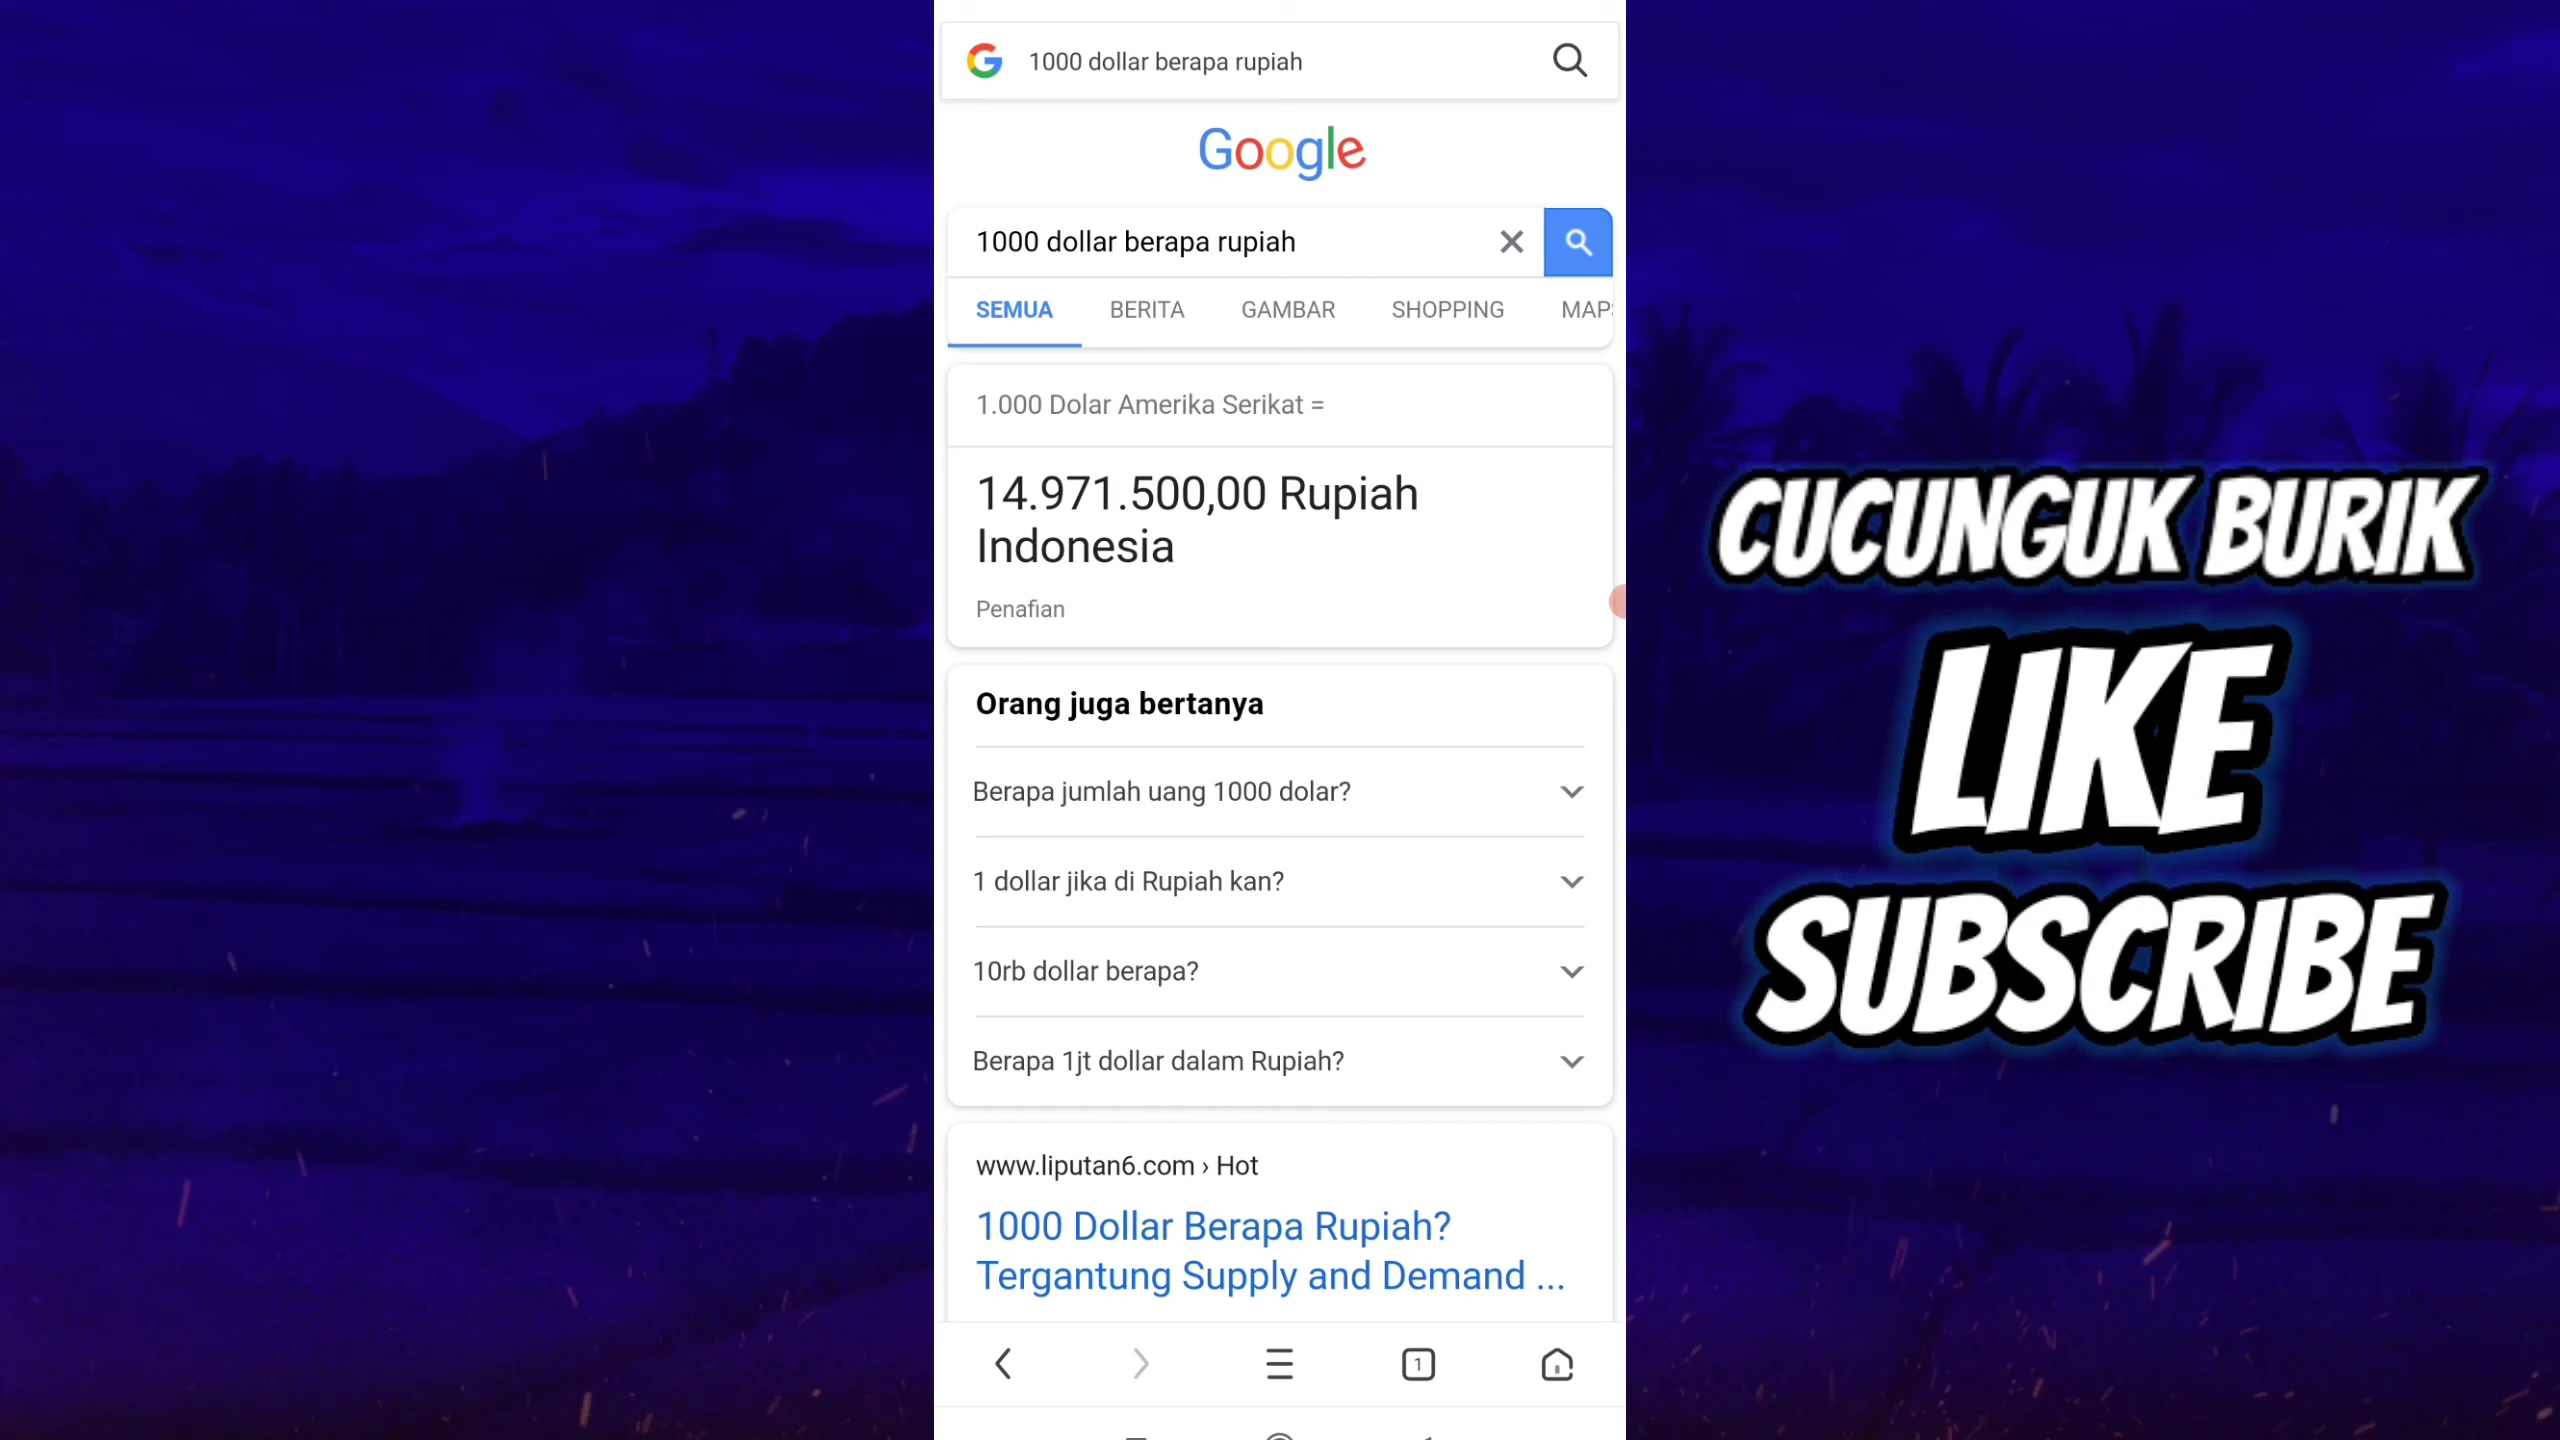 1000 dollar berapa rupiah
Google
1000 dollar berapa rupiah
SEMUA BERITA GAMBAR SHOPPING MAPS
1.000 Dolar Amerika Serikat =
14.971.500,00 Rupiah
Indonesia
Penafian
Orang juga bertanya
Berapa jumlah uang 1000 dolar?
1 dollar jika di Rupiah kan?
10rb dollar berapa?
Berapa 1jt dollar dalam Rupiah?
www.liputan6.com › Hot
1000 Dollar Berapa Rupiah?
Tergantung Supply and Demand ...
1
CUCUNGUK BURIK
LIKE
SUBSCRIBE